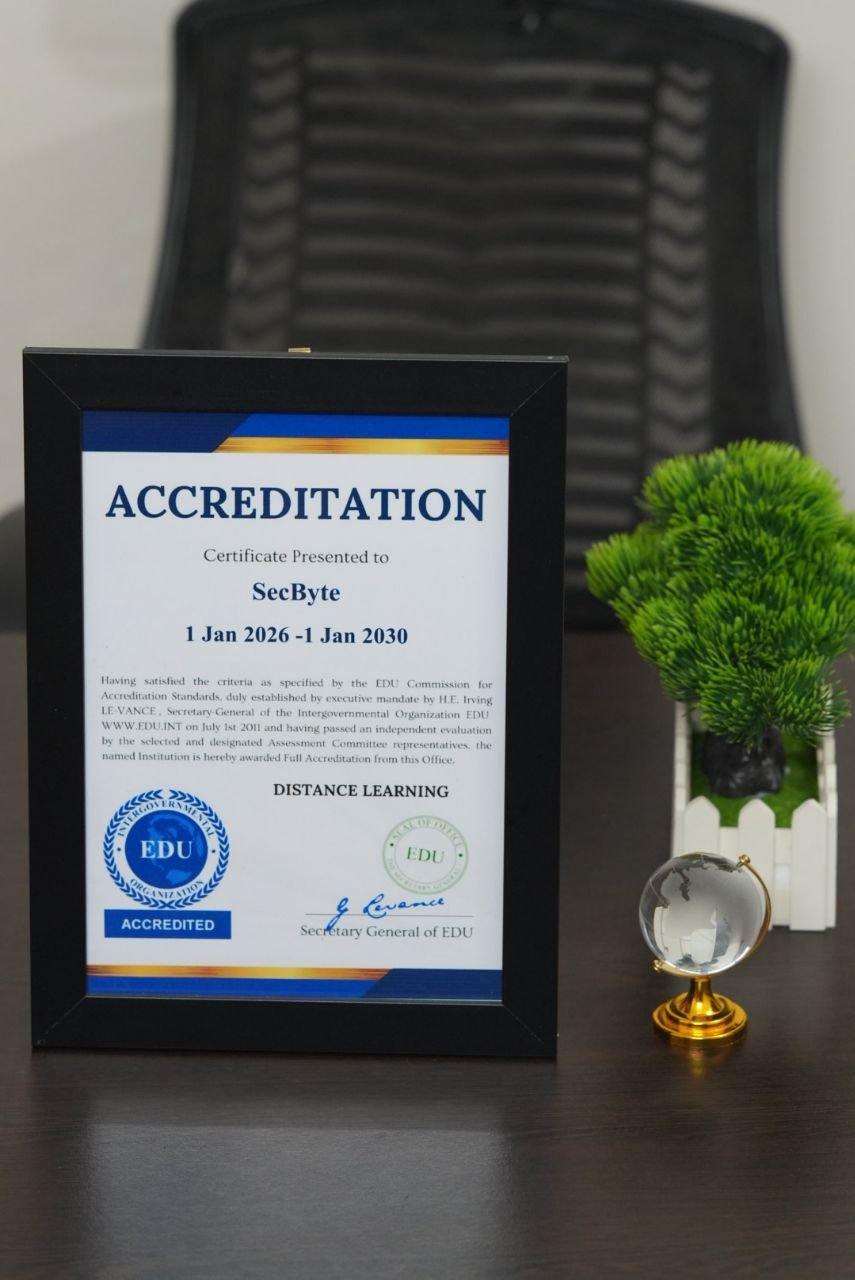 ACCREDITATION
Certificate Presented to
SecByte
1 Jan 2026 -1 Jan 2030
Having satisfied the criteria as specified by the EDU Commission for
Accreditation Standards, duly established by executive mandate by H.E. Irving
LE-VANCE , Secretary-General of the Intergovernmental Organization EDU
WWW.EDU.INT on July 1st 2011 and having passed an independent evaluation
by the selected and designated Assessment Committee representatives, the
named Institution is hereby awarded Full Accreditation from this Office.
DISTANCE LEARNING
INTERGOVERNMENTAL
EDU
ORGANIZATION
ACCREDITED
SEAL OF OFFICE
EDU
SECRETARY GENERAL
Levance
Secretary General of EDU